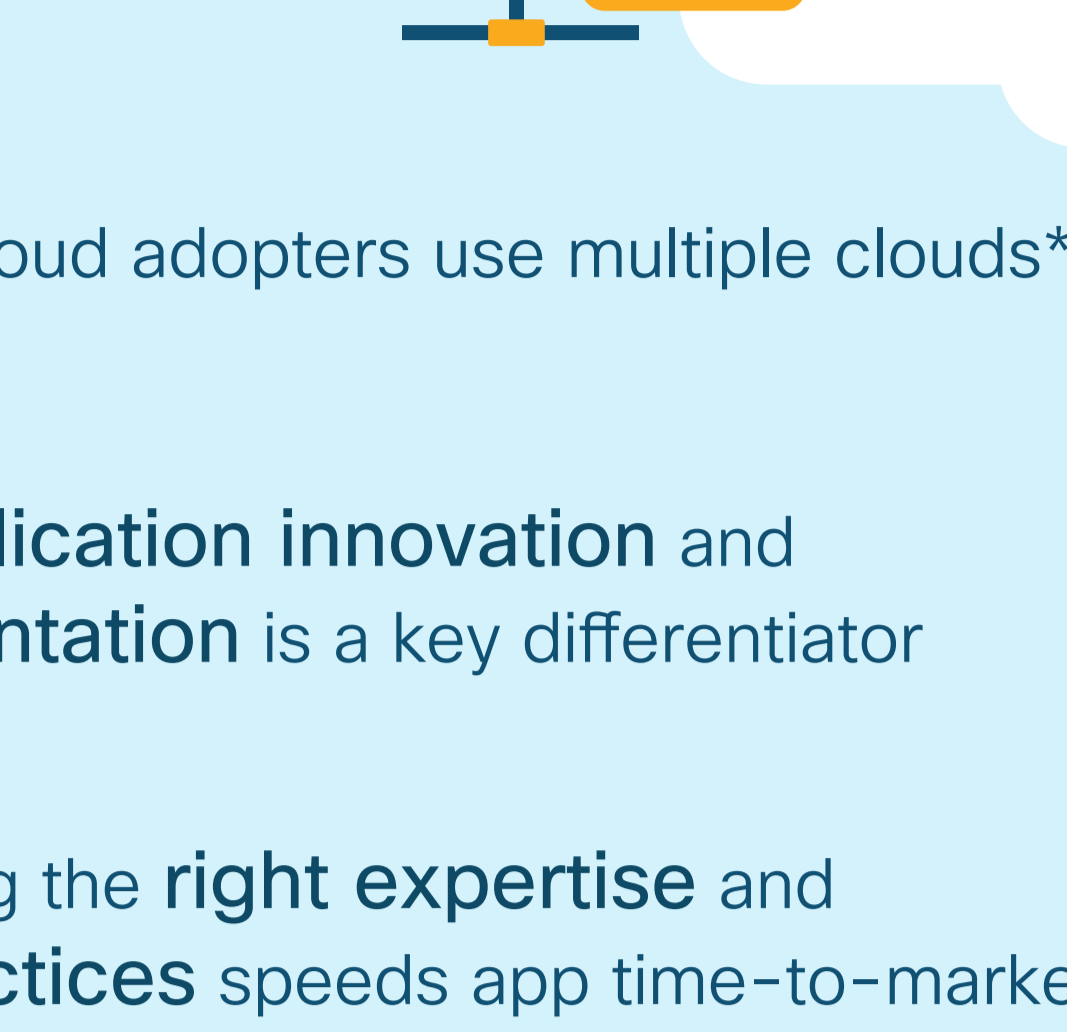 oud adopters use multiple clouds*
lication innovation and
ntation is a key differentiator
g the right expertise and
ctices speeds app time-to-marke